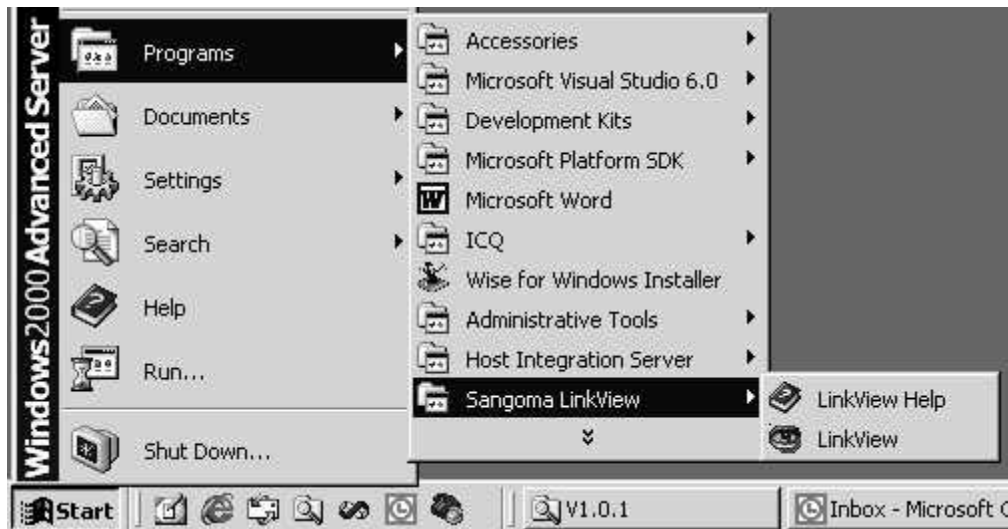 Windows2000Advanced Server
Programs
Documents
Settings
Search
Help
Run...
Shut Down...
Accessories
Microsoft Visual Studio 6.0
Development Kits
Microsoft Platform SDK
Microsoft Word
ICQ
Wise for Windows Installer
Administrative Tools
Host Integration Server
Sangoma LinkView
LinkView Help
LinkView
Start
V1.0.1
Inbox - Microsoft